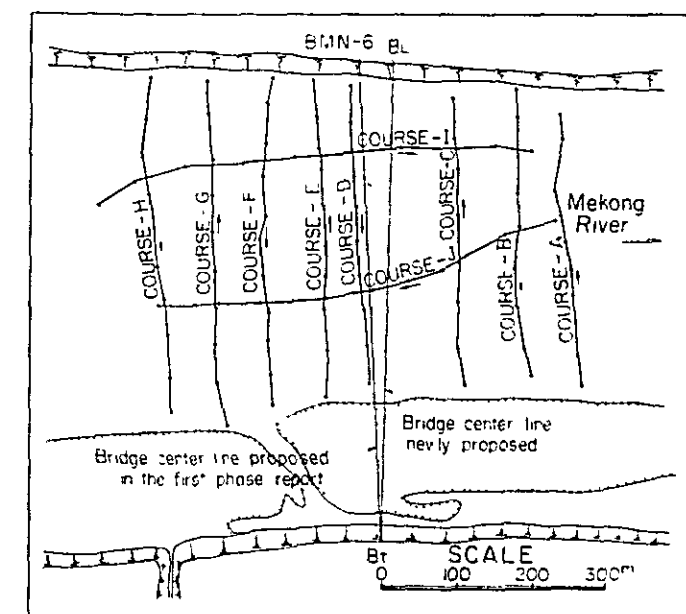 BMN-6 BL
COURSE-I
COURSE-H
COURSE-G
COURSE-F
COURSE-E
COURSE-D
COURSE-C
COURSE-J
COURSE-B
COURSE-A
Mekong
River
Bridge center line
newly proposed
Bridge center line proposed
in the first phase report
BT
SCALE
0 100 200 300m